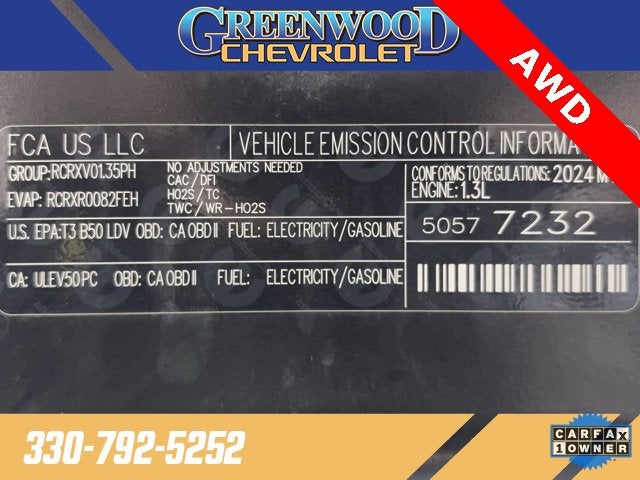 GREENWOOD
CHEVROLET
AWD
FCA US LLC
VEHICLE EMISSION CONTROL
GROUP: RCRXV01.35PH
EVAP: RCRXR0082FEH
NO ADJUSTMENTS NEEDED
CAC/DFI
HO2S/TC
TWC/WR-HO2S
CONFORMS TO REGULATIONS: 2024 M
ENGINE: 1.3L
U.S. EPA: T3 B50 LDV OBD: CA OBD II FUEL: ELECTRICITY/GASOLINE
5057 7232
CA: ULEV50 PC OBD: CA OBD II FUEL: ELECTRICITY/GASOLINE
330-792-5252
CARFAX
1 OWNER